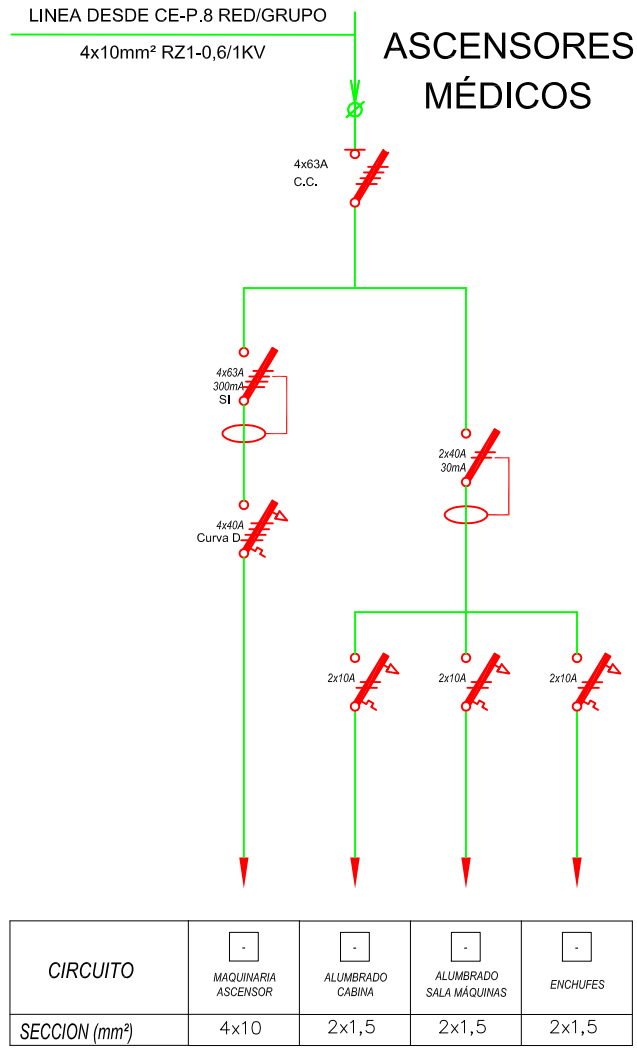 LINEA DESDE CE-P.8 RED/GRUPO
4x10mm² RZ1-0,6/1KV
ASCENSORES
MÉDICOS
4x63A
C.C.
4x63A
300mA
SI
2x40A
30mA
4x40A
Curva D
2x10A
2x10A
2x10A
CIRCUITO
-
-
-
-
MAQUINARIA
ASCENSOR
ALUMBRADO
CABINA
ALUMBRADO
SALA MÁQUINAS
ENCHUFES
SECCION (mm²)
4x10
2x1,5
2x1,5
2x1,5